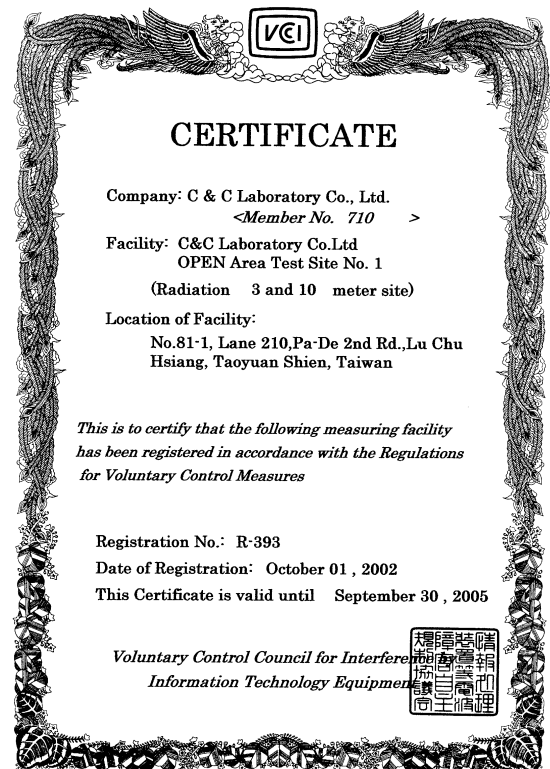 VCCI
CERTIFICATE
Company: C & C Laboratory Co., Ltd.
<Member No. 710 >
Facility: C&C Laboratory Co.Ltd
OPEN Area Test Site No. 1
(Radiation 3 and 10 meter site)
Location of Facility:
No.81-1, Lane 210,Pa-De 2nd Rd.,Lu Chu
Hsiang, Taoyuan Shien, Taiwan
This is to certify that the following measuring facility
has been registered in accordance with the Regulations
for Voluntary Control Measures
Registration No.: R-393
Date of Registration: October 01 , 2002
This Certificate is valid until September 30 , 2005
Voluntary Control Council for
Information Technology Equipment